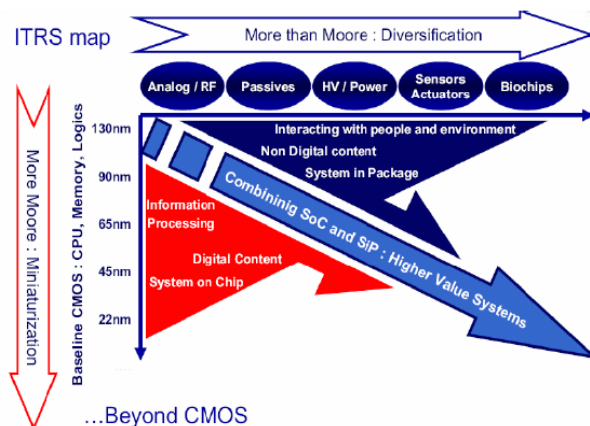 ITRS map
More than Moore : Diversification
Analog / RF
Passives
HV / Power
Sensors
Actuators
Biochips
More Moore : Miniaturization
Baseline CMOS : CPU, Memory, Logics
130nm
90nm
65nm
45nm
22nm
Interacting with people and environment
Non Digital content
System in Package
Combining SoC and SiP : Higher Value Systems
Information
Processing
Digital Content
System on Chip
...Beyond CMOS